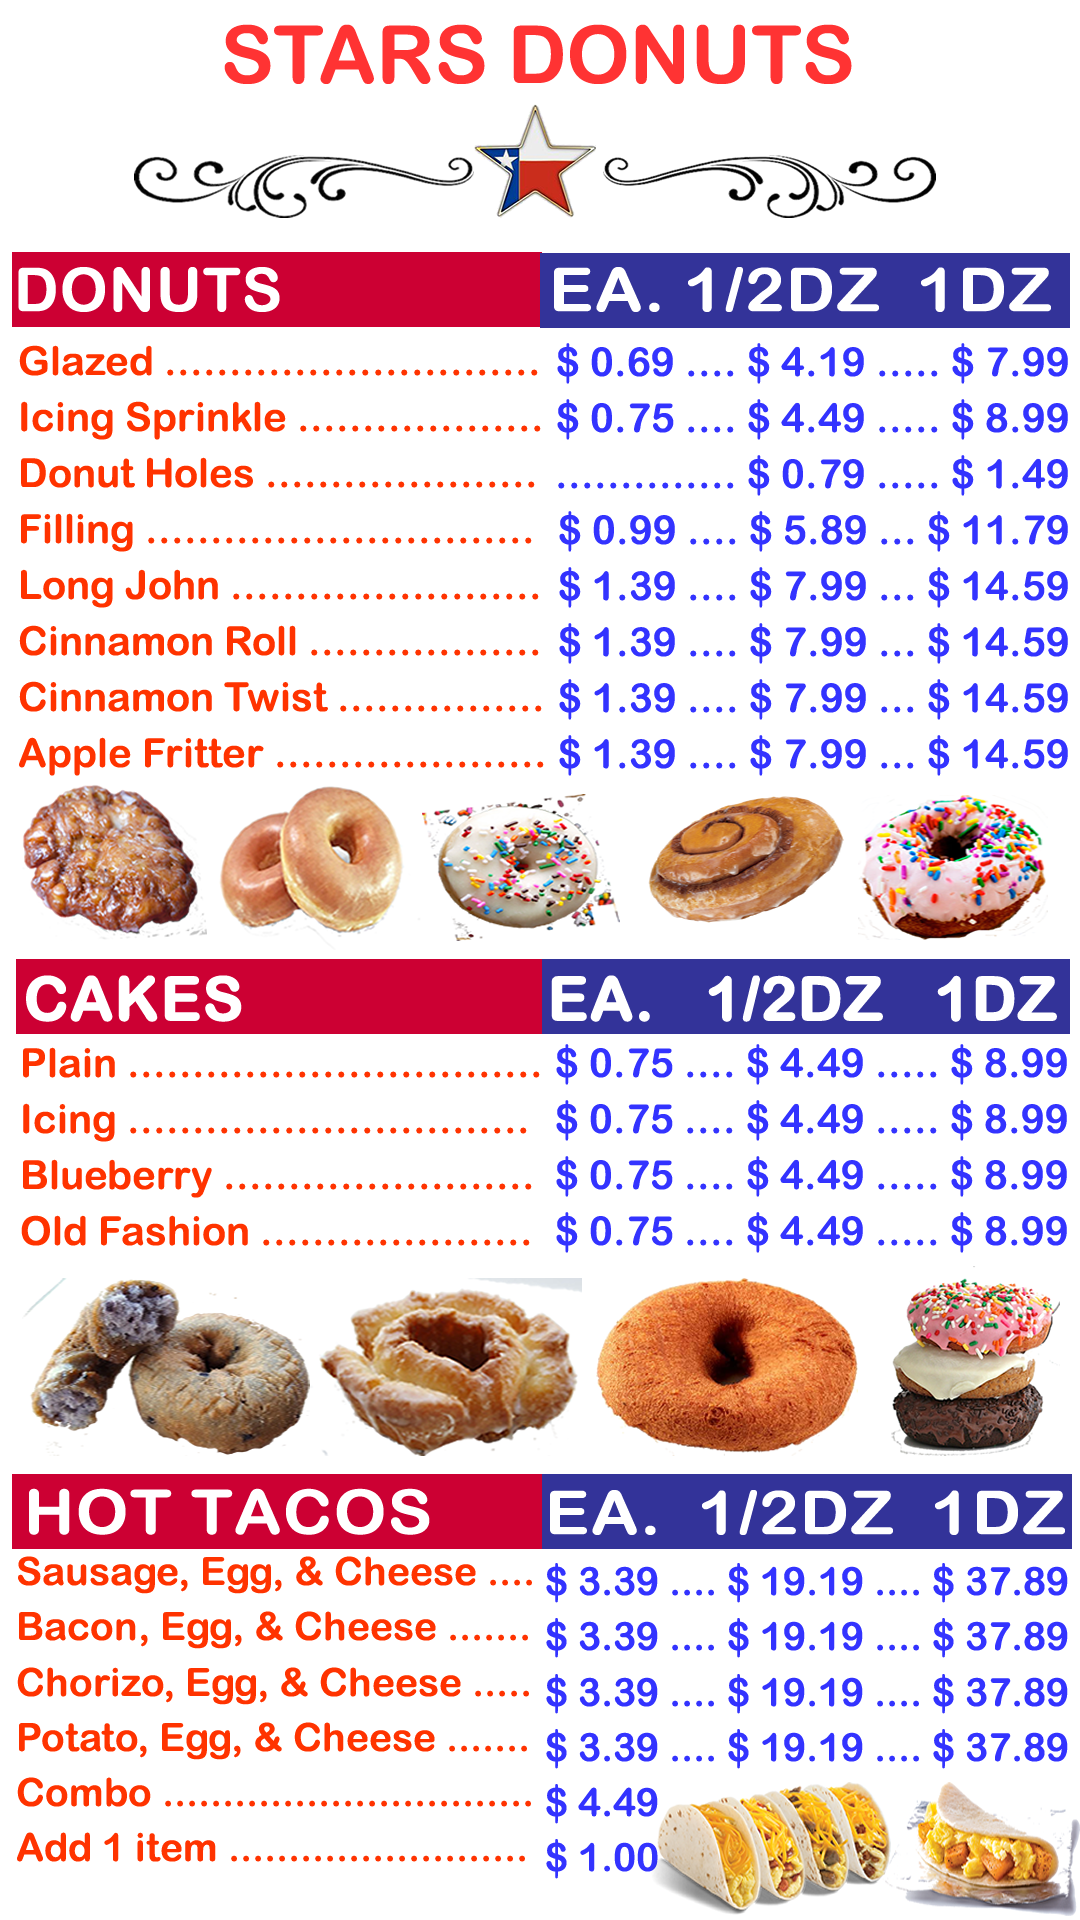 STARS DONUTS
DONUTS EA. 1/2DZ 1DZ
Glazed ............................. $ 0.69 .... $ 4.19 ..... $ 7.99
Icing Sprinkle ................... $ 0.75 .... $ 4.49 ..... $ 8.99
Donut Holes ..................... .............. $ 0.79 ..... $ 1.49
Filling .............................. $ 0.99 .... $ 5.89 ... $ 11.79
Long John ........................ $ 1.39 .... $ 7.99 ... $ 14.59
Cinnamon Roll .................. $ 1.39 .... $ 7.99 ... $ 14.59
Cinnamon Twist ................ $ 1.39 .... $ 7.99 ... $ 14.59
Apple Fritter ..................... $ 1.39 .... $ 7.99 ... $ 14.59
CAKES EA. 1/2DZ 1DZ
Plain ................................ $ 0.75 .... $ 4.49 ..... $ 8.99
Icing ............................... $ 0.75 .... $ 4.49 ..... $ 8.99
Blueberry ........................ $ 0.75 .... $ 4.49 ..... $ 8.99
Old Fashion ..................... $ 0.75 .... $ 4.49 ..... $ 8.99
HOT TACOS EA. 1/2DZ 1DZ
Sausage, Egg, & Cheese .... $ 3.39 .... $ 19.19 .... $ 37.89
Bacon, Egg, & Cheese ....... $ 3.39 .... $ 19.19 .... $ 37.89
Chorizo, Egg, & Cheese ..... $ 3.39 .... $ 19.19 .... $ 37.89
Potato, Egg, & Cheese ....... $ 3.39 .... $ 19.19 .... $ 37.89
Combo ............................. $ 4.49
Add 1 item ....................... $ 1.00